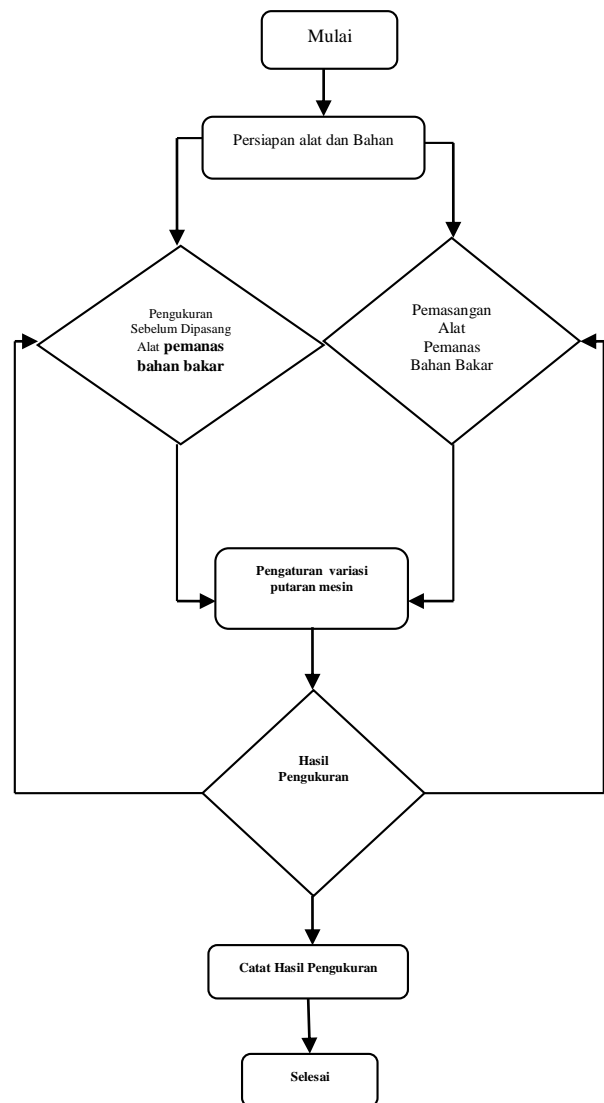 Mulai
Persiapan alat dan Bahan
Pengukuran
Sebelum Dipasang
Alat pemanas
bahan bakar
Pemasangan
Alat
Pemanas
Bahan Bakar
Pengaturan variasi
putaran mesin
Hasil
Pengukuran
Catat Hasil Pengukuran
Selesai